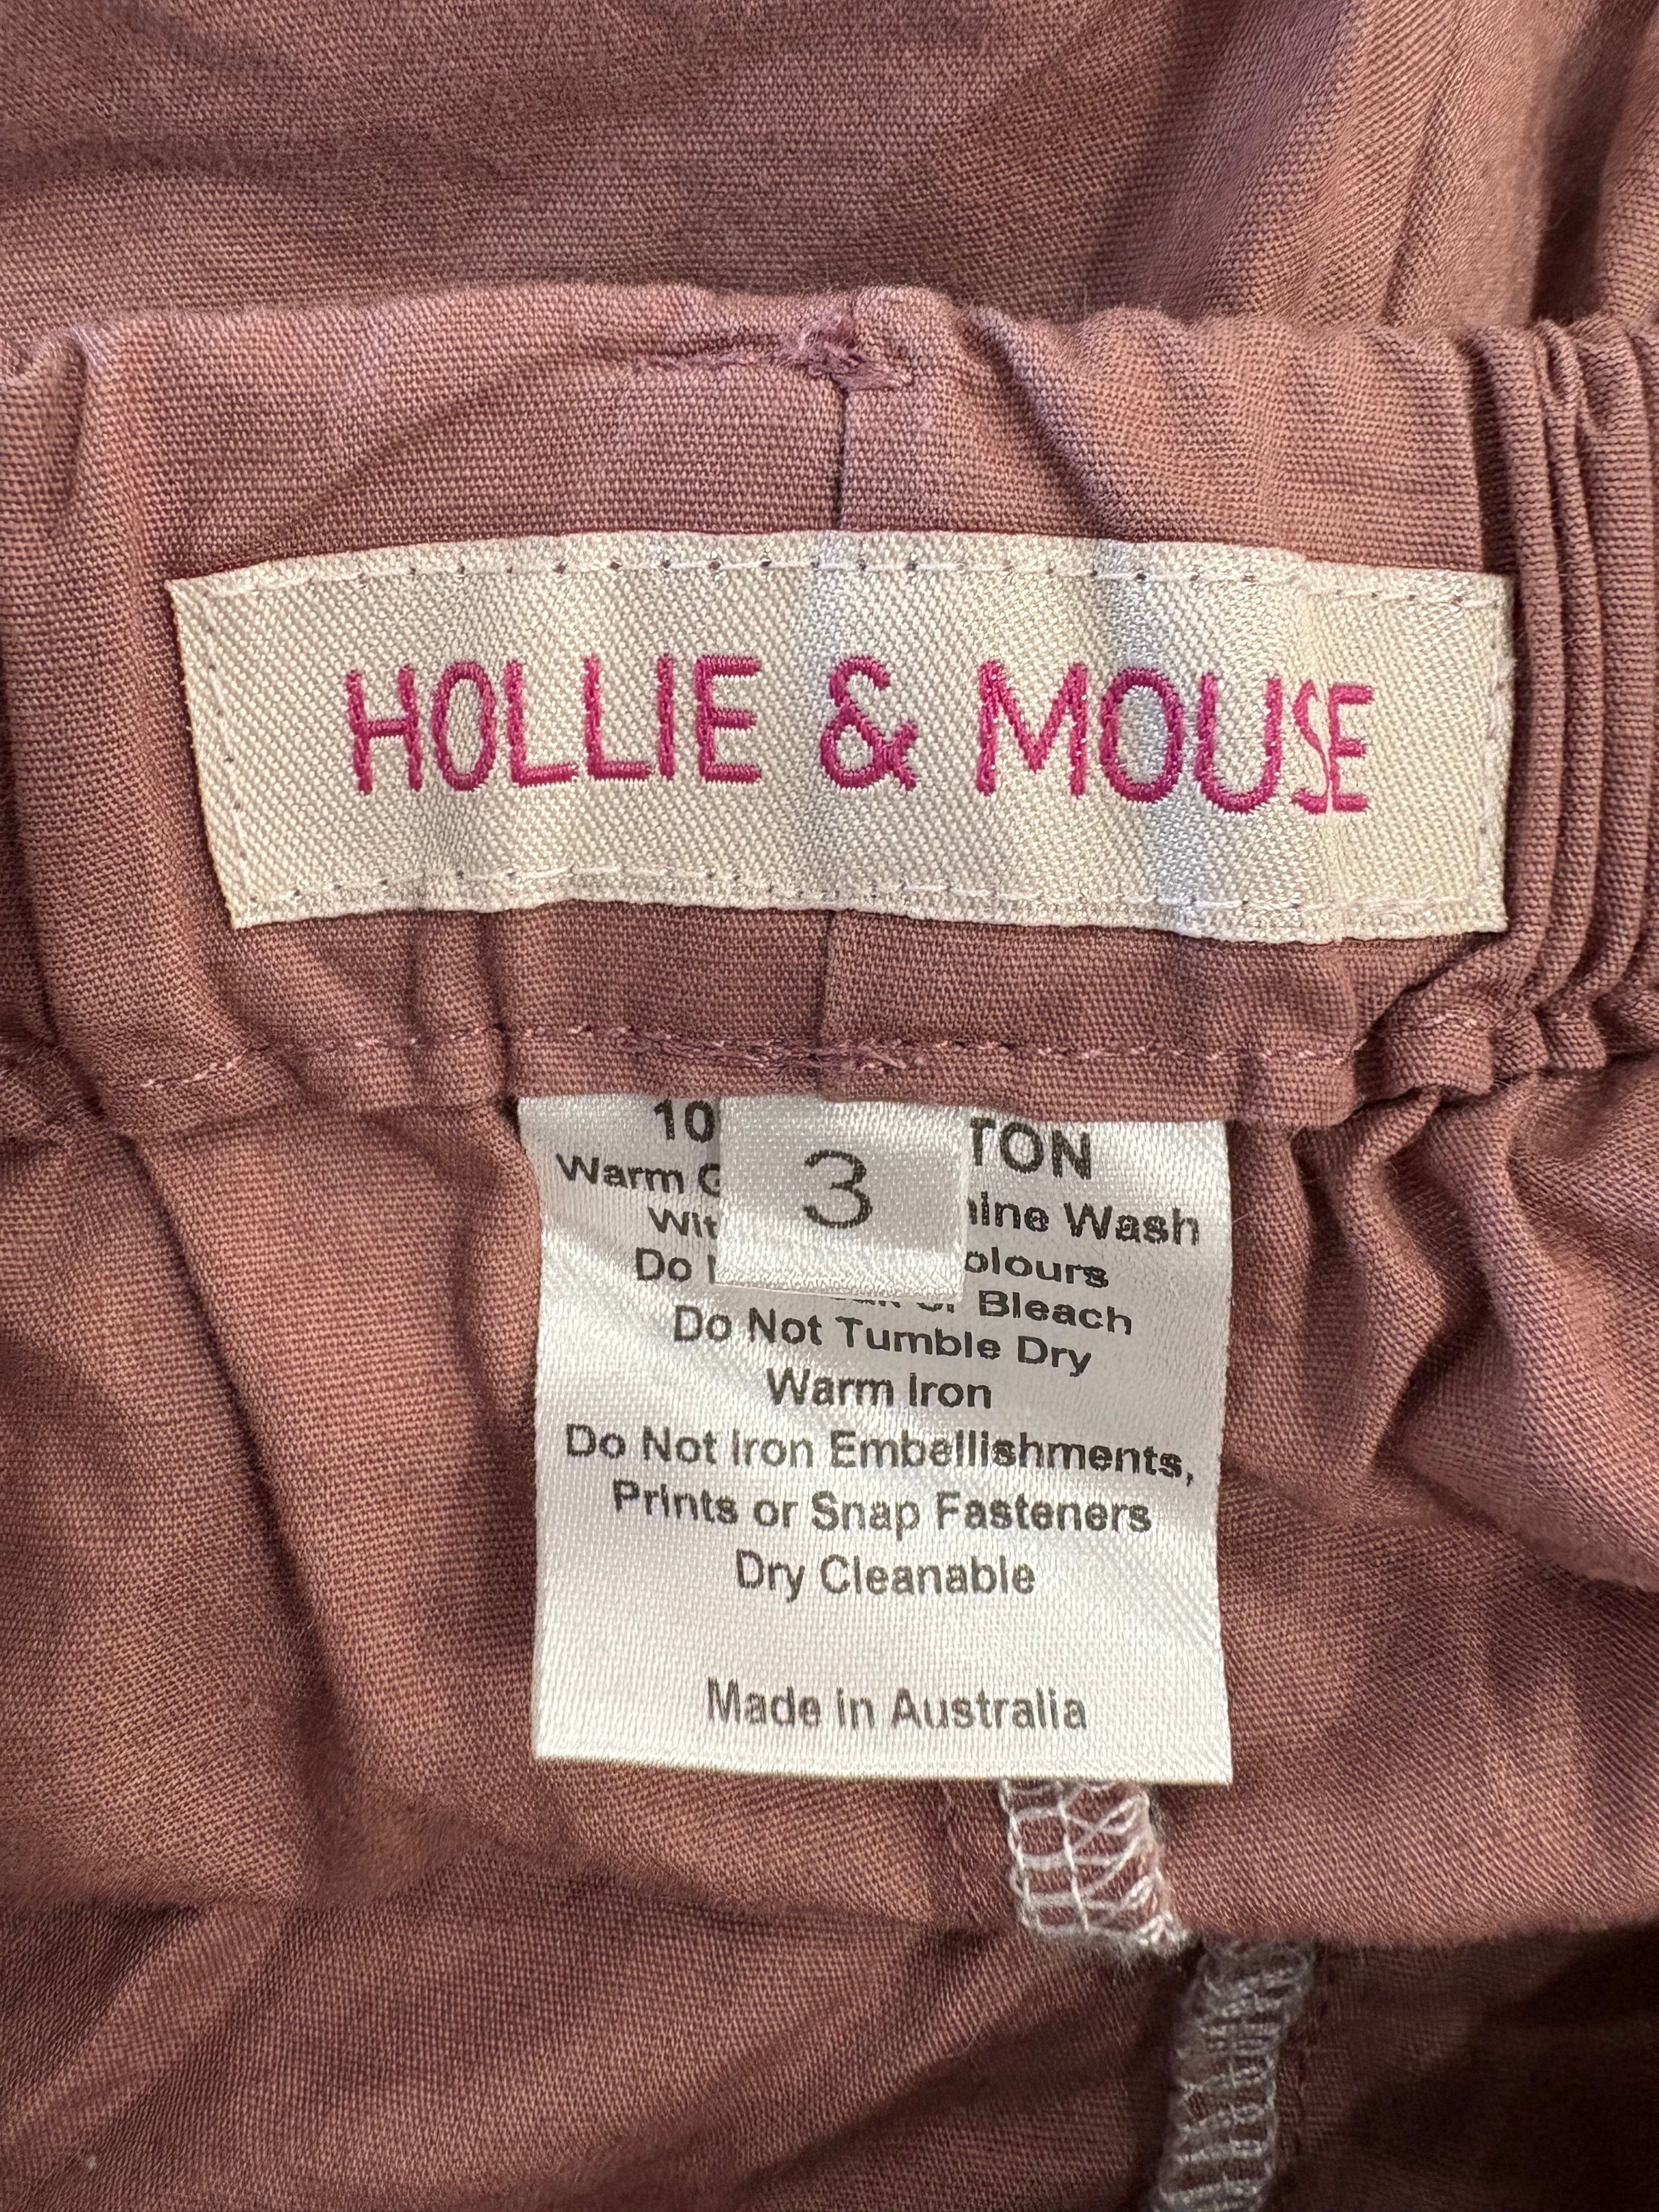 HOLLIE & MOUSE
3
10 TON
Warm ine Wash
Wit olours
Do Bleach
Do Not Tumble Dry
Warm Iron
Do Not Iron Embellishments,
Prints or Snap Fasteners
Dry Cleanable
Made in Australia